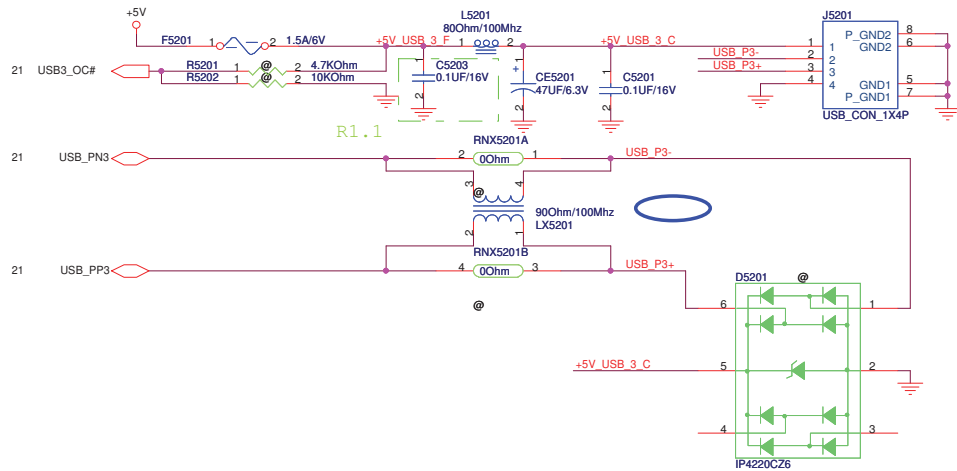 +5V
F5201 1 2 1.5A/6V
+5V_USB_3_F
L5201
80Ohm/100Mhz
1 2
+5V_USB_3_C
J5201
1 1 P_GND2 8
USB_P3- 2 2 GND2 6
USB_P3+ 3 3
4 4 GND1 5
P_GND1 7
USB_CON_1X4P
21 USB3_OC#
R5201 1 @ 2 4.7KOhm
R5202 1 @ 2 10KOhm
1 C5203
0.1UF/16V
2
1 +
CE5201
47UF/6.3V
2
1 C5201
0.1UF/16V
2
R1.1
21 USB_PN3
RNX5201A
2 0Ohm 1
USB_P3-
3 @ 4
90Ohm/100Mhz
LX5201
2 1
RNX5201B
21 USB_PP3
4 0Ohm 3
USB_P3+
@
D5201 @
6 1
+5V_USB_3_C
5 2
4 3
IP4220CZ6